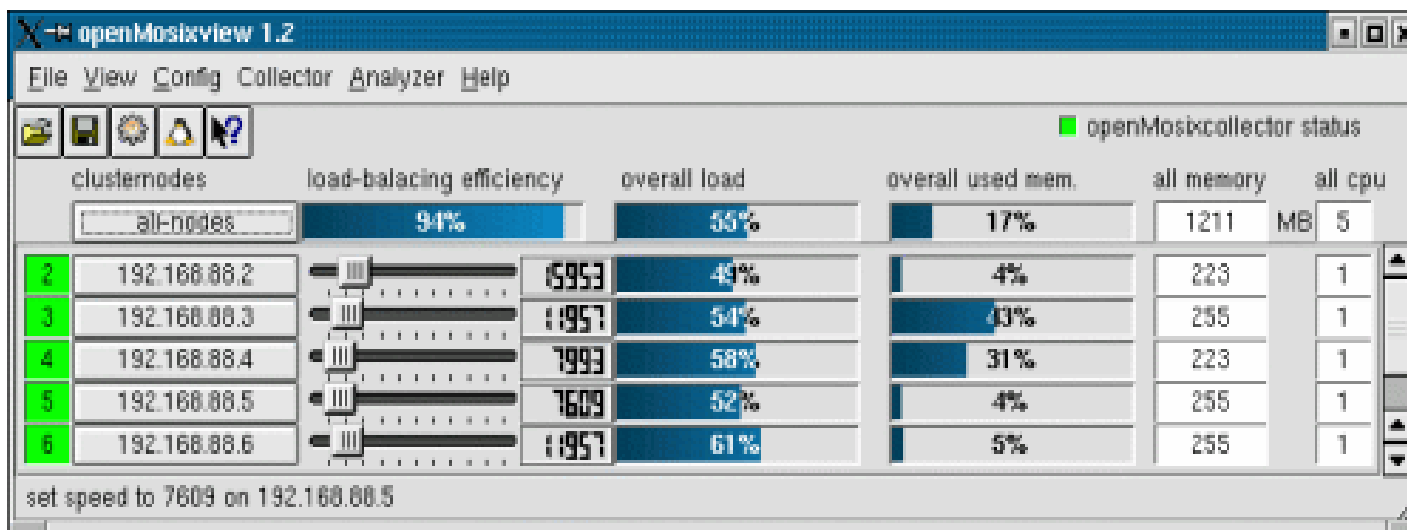 openMosixview 1.2
File View Config Collector Analyzer Help
openMosixcollector status
clusternodes load-balacing efficiency overall load overall used mem. all memory all cpu
all-nodes 94% 55% 17% 1211 MB 5
2 192.168.88.2 15953 49% 4% 223 1
3 192.168.88.3 11957 54% 43% 255 1
4 192.168.88.4 7993 58% 31% 223 1
5 192.168.88.5 7609 52% 4% 255 1
6 192.168.88.6 11957 61% 5% 255 1
set speed to 7609 on 192.168.88.5